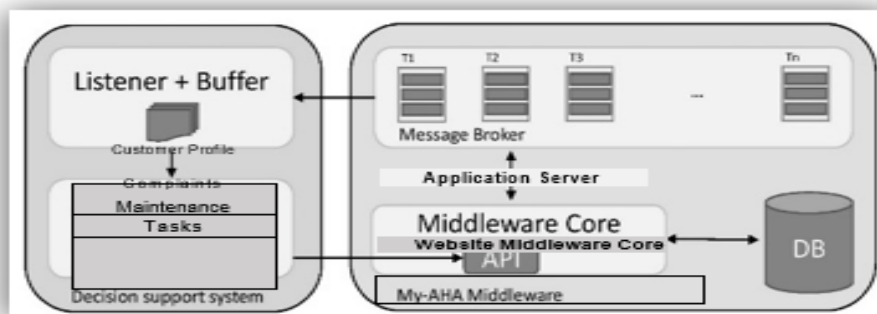 Listener + Buffer
Customer Profile
Complaints
Maintenance
Tasks
Decision support system
T1 T2 T3 ... Tn
Message Broker
Application Server
Middleware Core
Website Middleware Core
API
My-AHA Middleware
DB